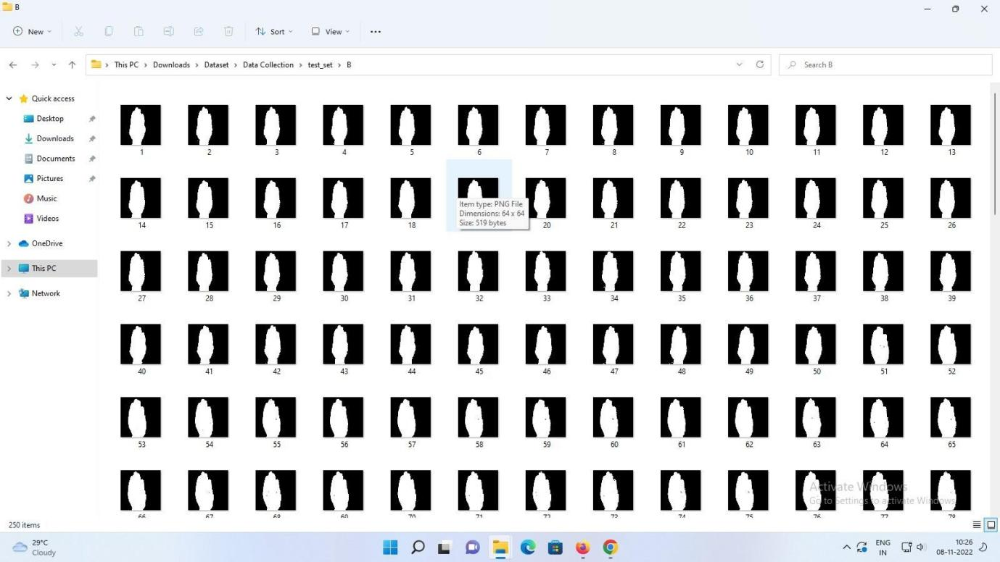 B
New
Sort
View
This PC > Downloads > Dataset > Data Collection > test_set > B
Search B
Quick access
Desktop
Downloads
Documents
Pictures
Music
Videos
OneDrive
This PC
Network
1 2 3 4 5 6 7 8 9 10 11 12 13
14 15 16 17 18 20 21 22 23 24 25 26
Item type: PNG File
Dimensions: 64 x 64
Size: 519 bytes
27 28 29 30 31 32 33 34 35 36 37 38 39
40 41 42 43 44 45 46 47 48 49 50 51 52
53 54 55 56 57 58 59 60 61 62 63 64 65
66 67 68 69 70 71 72 73 74 75 76 77 78
Activate Windows
Go to Settings to activate Windows.
250 items
29°C
Cloudy
ENG
IN
10:26
08-11-2022